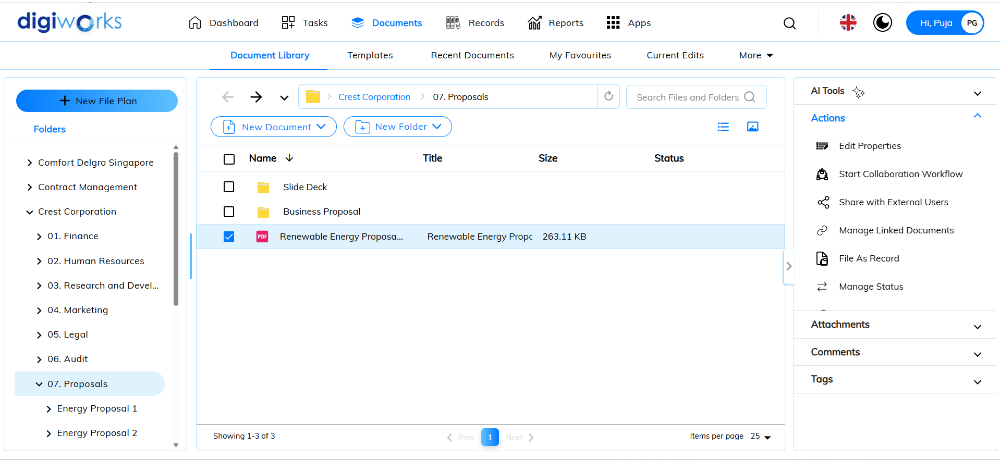 digiworks
Dashboard
Tasks
Documents
Records
Reports
Apps
Hi, Puja
PG
Document Library
Templates
Recent Documents
My Favourites
Current Edits
More
New File Plan
Folders
Comfort Delgro Singapore
Contract Management
Crest Corporation
01. Finance
02. Human Resources
03. Research and Devel...
04. Marketing
05. Legal
06. Audit
07. Proposals
Energy Proposal 1
Energy Proposal 2
Crest Corporation
07. Proposals
Search Files and Folders
New Document
New Folder
Name
Title
Size
Status
Slide Deck
Business Proposal
PDF
Renewable Energy Proposa...
Renewable Energy Propo
263.11 KB
Showing 1-3 of 3
Prev
1
Next
Items per page
25
AI Tools
Actions
Edit Properties
Start Collaboration Workflow
Share with External Users
Manage Linked Documents
File As Record
Manage Status
Attachments
Comments
Tags